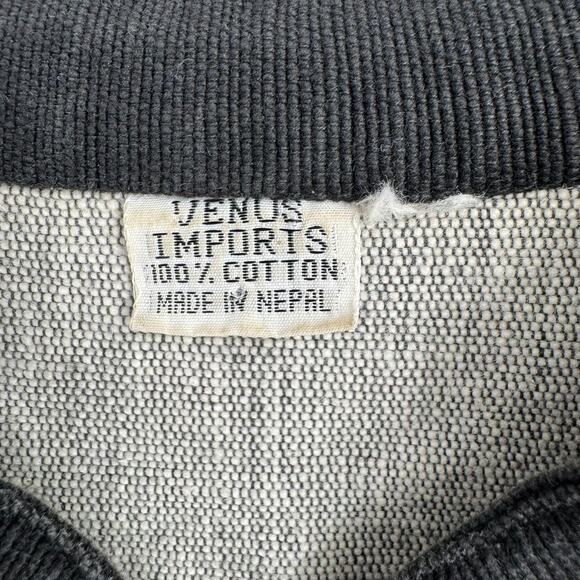 VENUS
IMPORTS
100% COTTON
MADE IN NEPAL